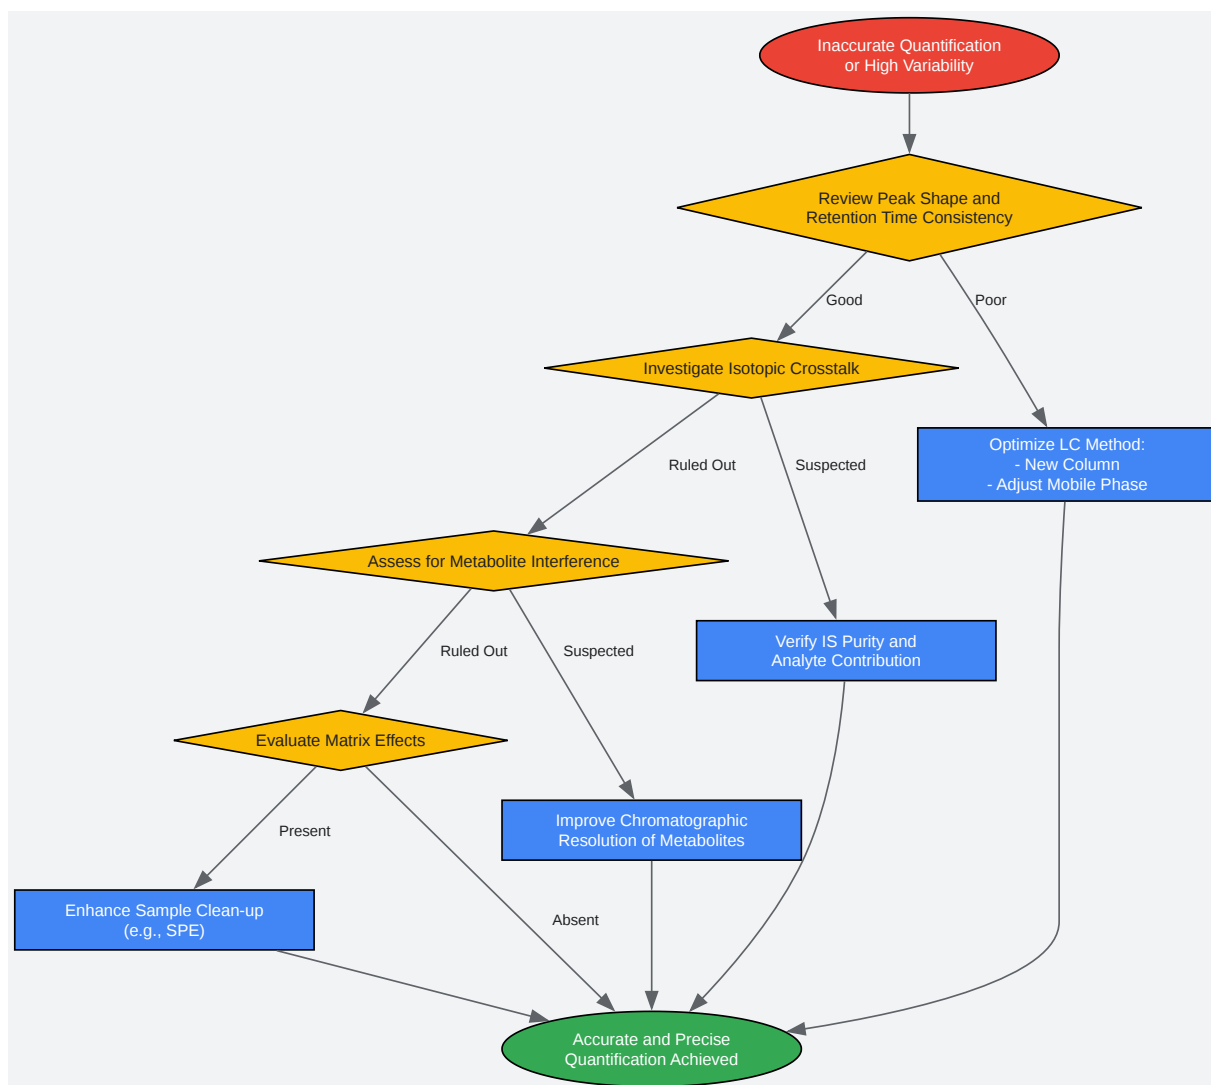 Inaccurate Quantification
or High Variability
Review Peak Shape and
Retention Time Consistency
Good
Poor
Investigate Isotopic Crosstalk
Optimize LC Method:
- New Column
- Adjust Mobile Phase
Ruled Out
Suspected
Assess for Metabolite Interference
Verify IS Purity and
Analyte Contribution
Ruled Out
Suspected
Evaluate Matrix Effects
Improve Chromatographic
Resolution of Metabolites
Present
Enhance Sample Clean-up
(e.g., SPE)
Absent
Accurate and Precise
Quantification Achieved